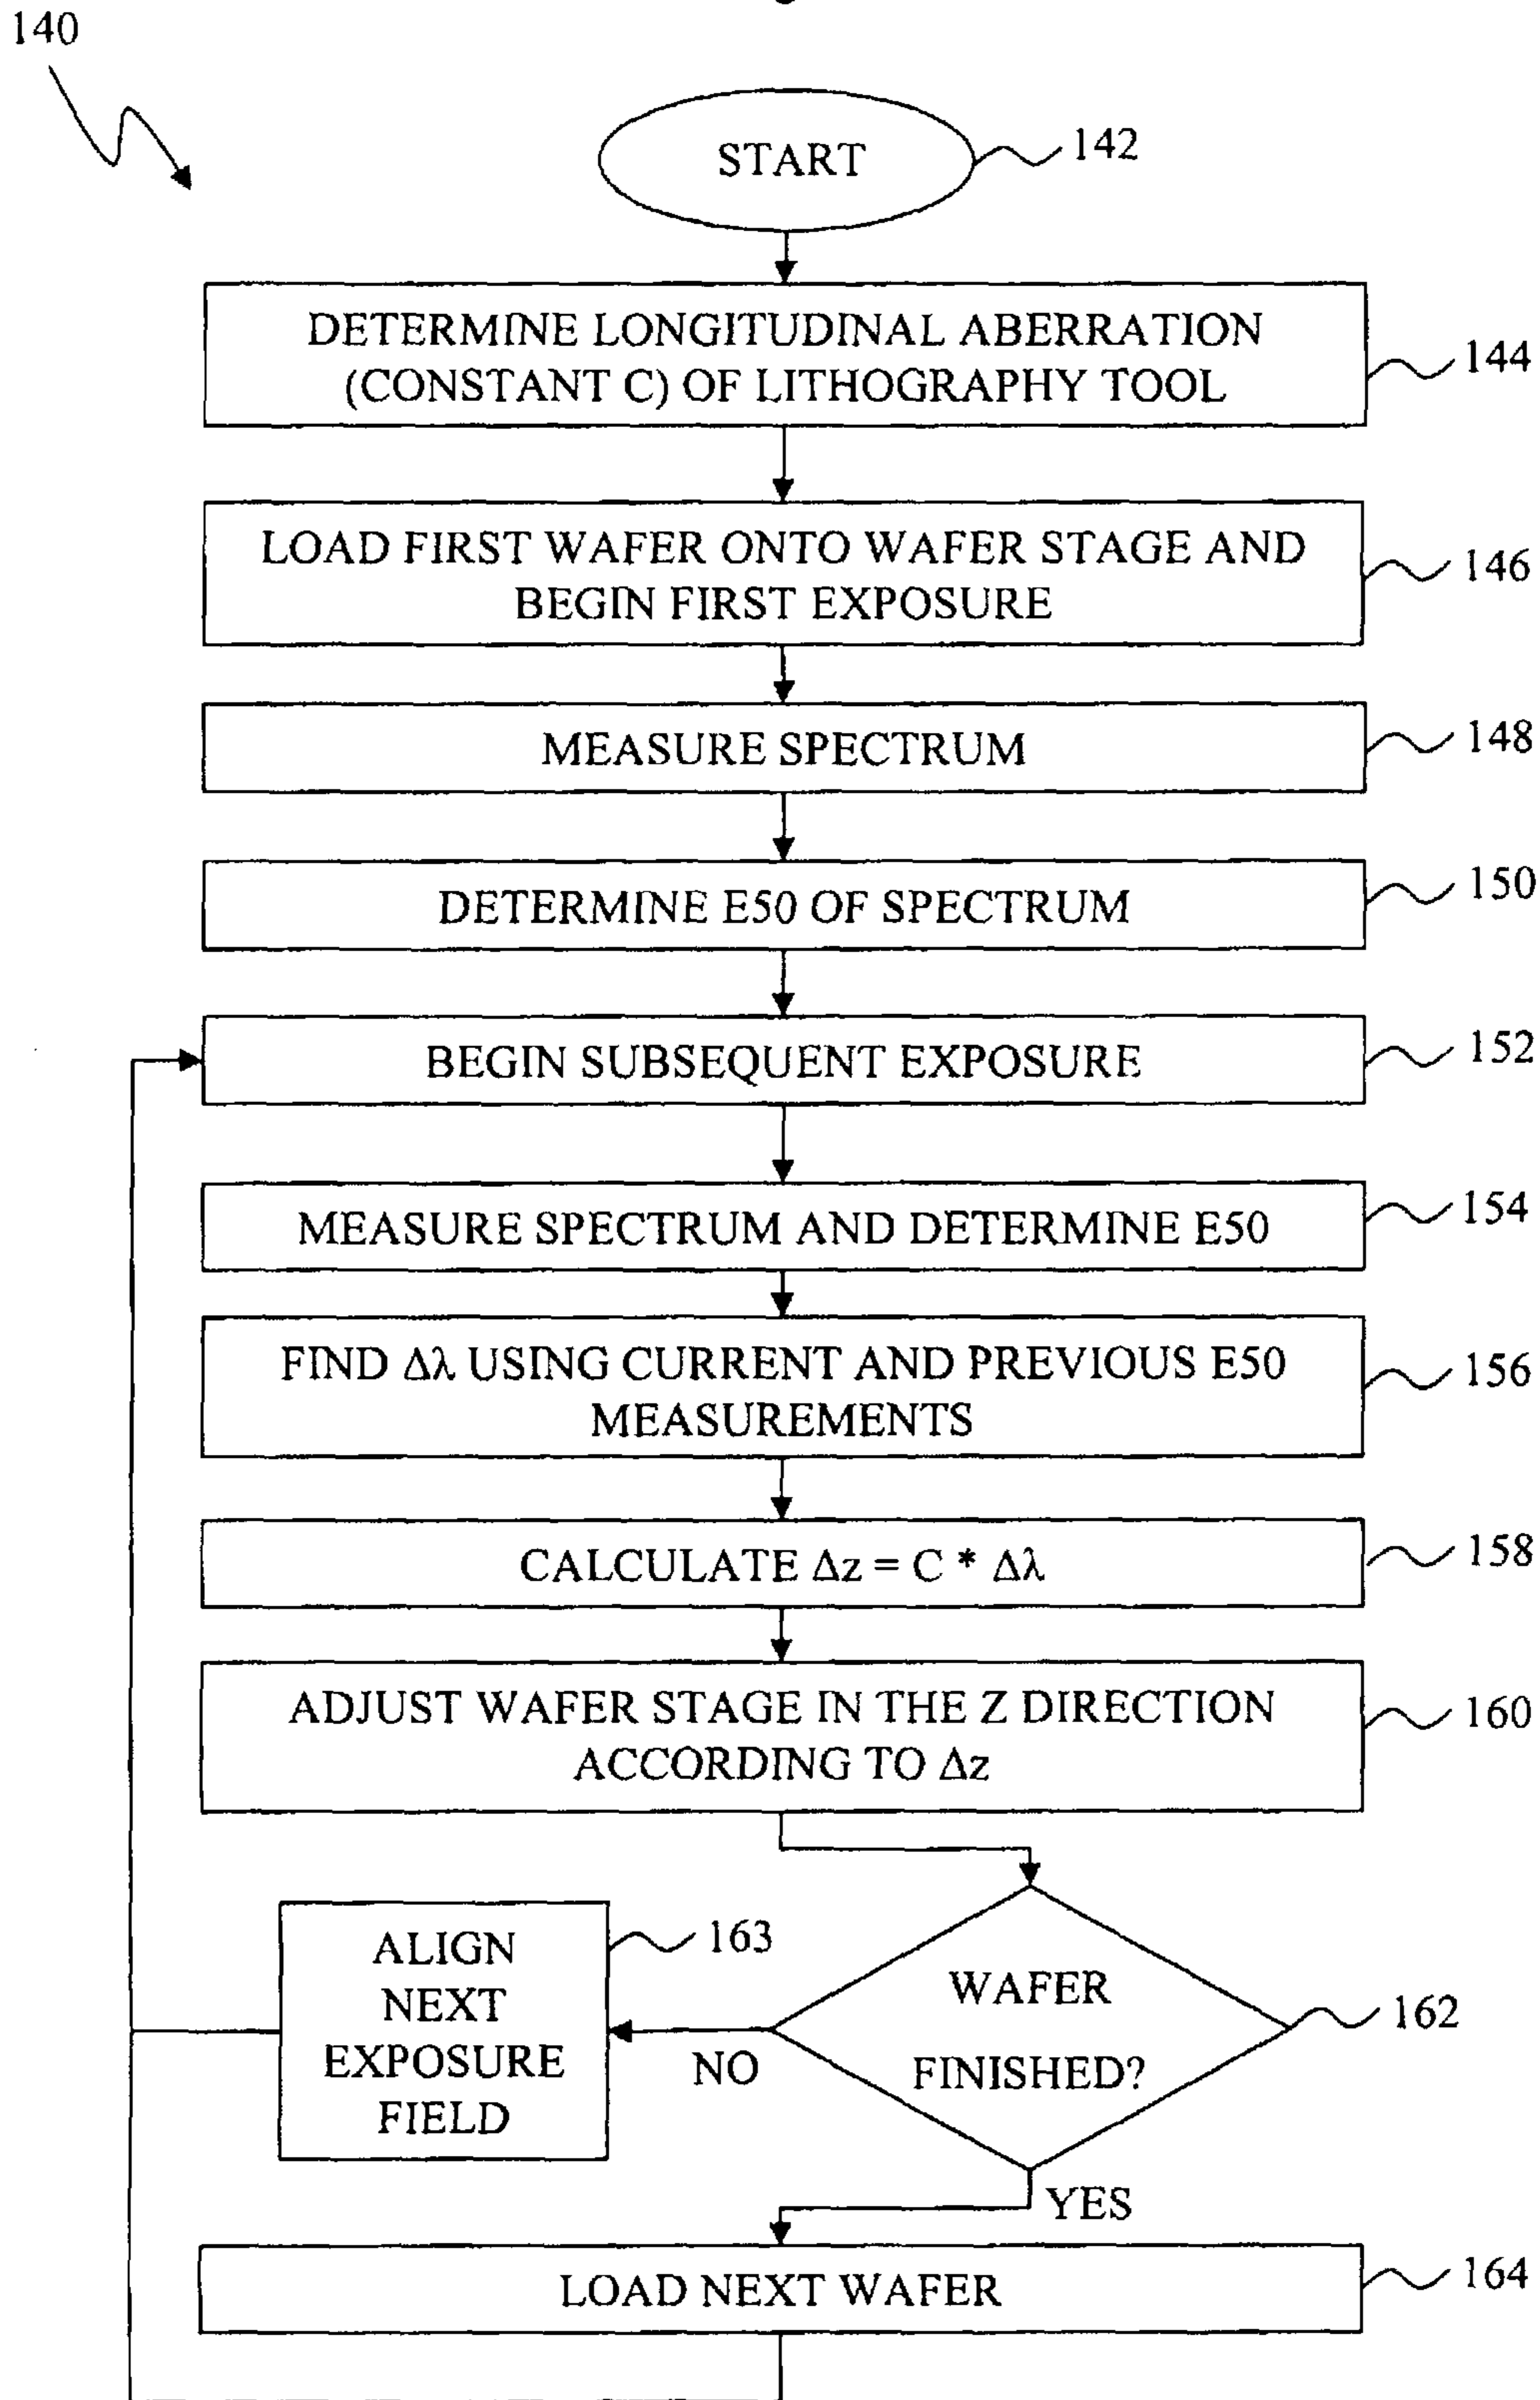 140
START
142
DETERMINE LONGITUDINAL ABERRATION
(CONSTANT C) OF LITHOGRAPHY TOOL
144
LOAD FIRST WAFER ONTO WAFER STAGE AND
BEGIN FIRST EXPOSURE
146
MEASURE SPECTRUM
148
DETERMINE E50 OF SPECTRUM
150
BEGIN SUBSEQUENT EXPOSURE
152
MEASURE SPECTRUM AND DETERMINE E50
154
FIND Δλ USING CURRENT AND PREVIOUS E50
MEASUREMENTS
156
CALCULATE Δz = C * Δλ
158
ADJUST WAFER STAGE IN THE Z DIRECTION
ACCORDING TO Δz
160
ALIGN
NEXT
EXPOSURE
FIELD
163
NO
WAFER
FINISHED?
162
YES
LOAD NEXT WAFER
164